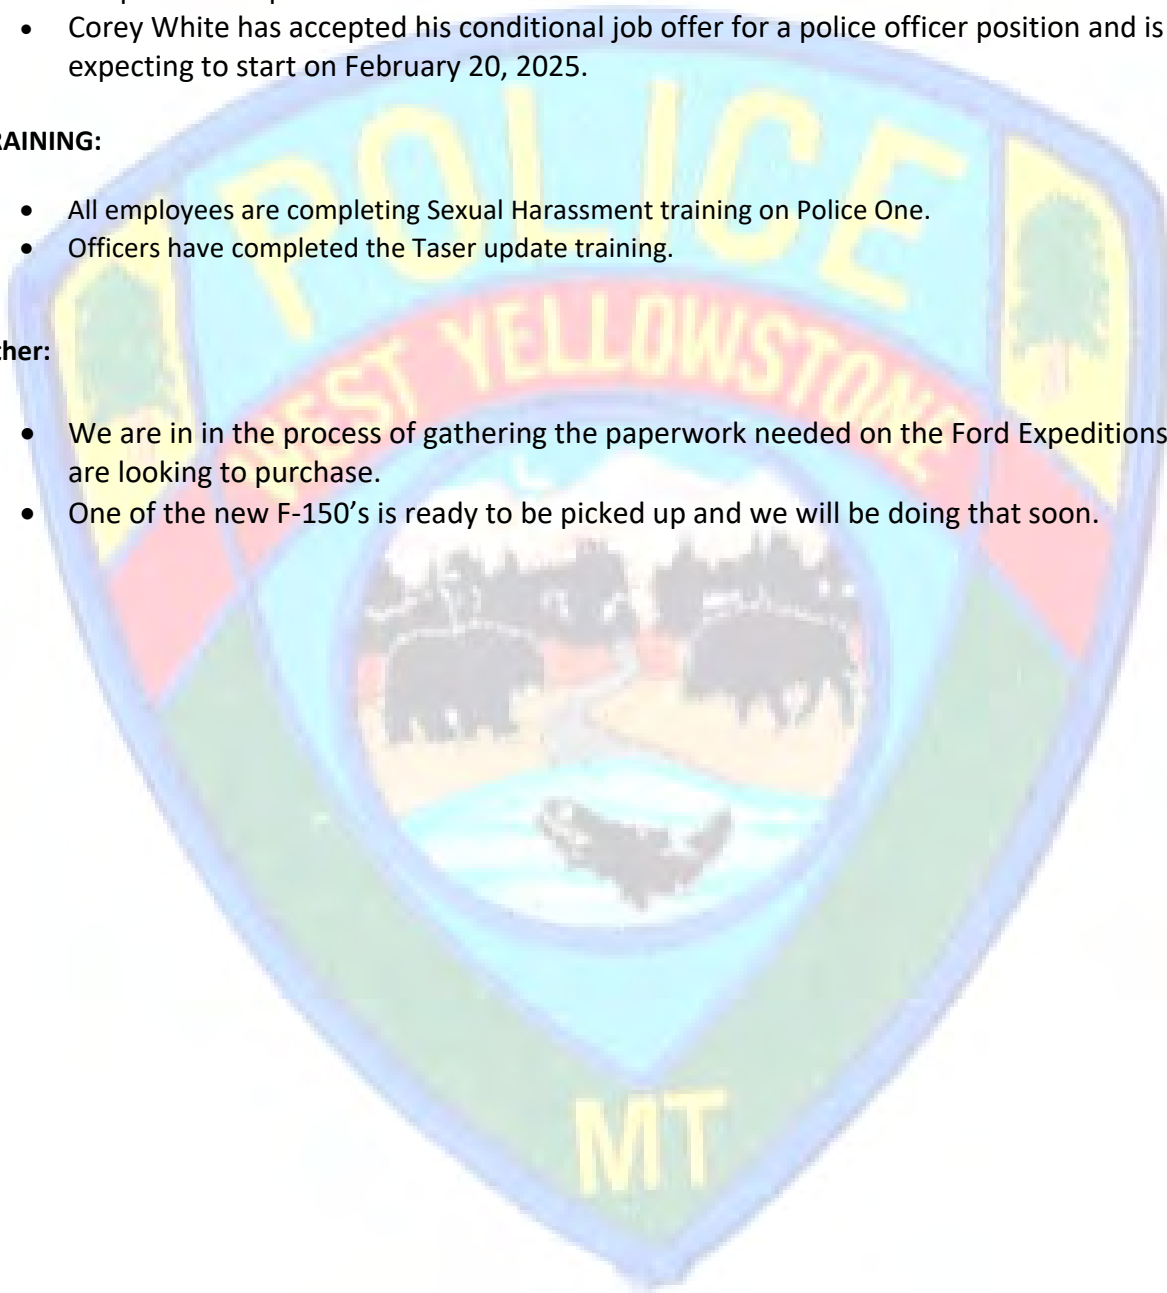 Corey White has accepted his conditional job offer for a police officer position and is
expecting to start on February 20, 2025.
RAINING:
All employees are completing Sexual Harassment training on Police One.
Officers have completed the Taser update training.
ther:
We are in in the process of gathering the paperwork needed on the Ford Expeditions
are looking to purchase.
One of the new F-150’s is ready to be picked up and we will be doing that soon.
POLICE
WEST YELLOWSTONE
MT